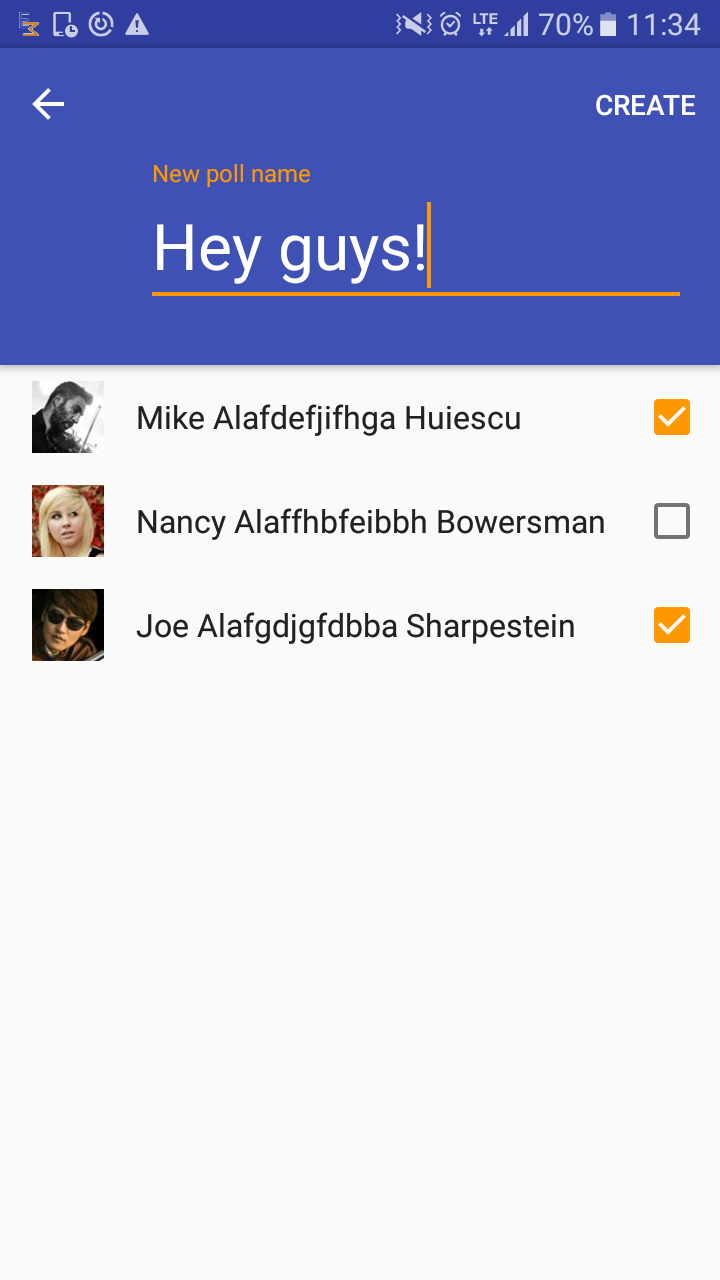 LTE 70% 11:34
CREATE
New poll name
Hey guys!
Mike Alafdefjifhga Huiescu
Nancy Alaffhbfeibbh Bowersman
Joe Alafgdjgfdbba Sharpestein